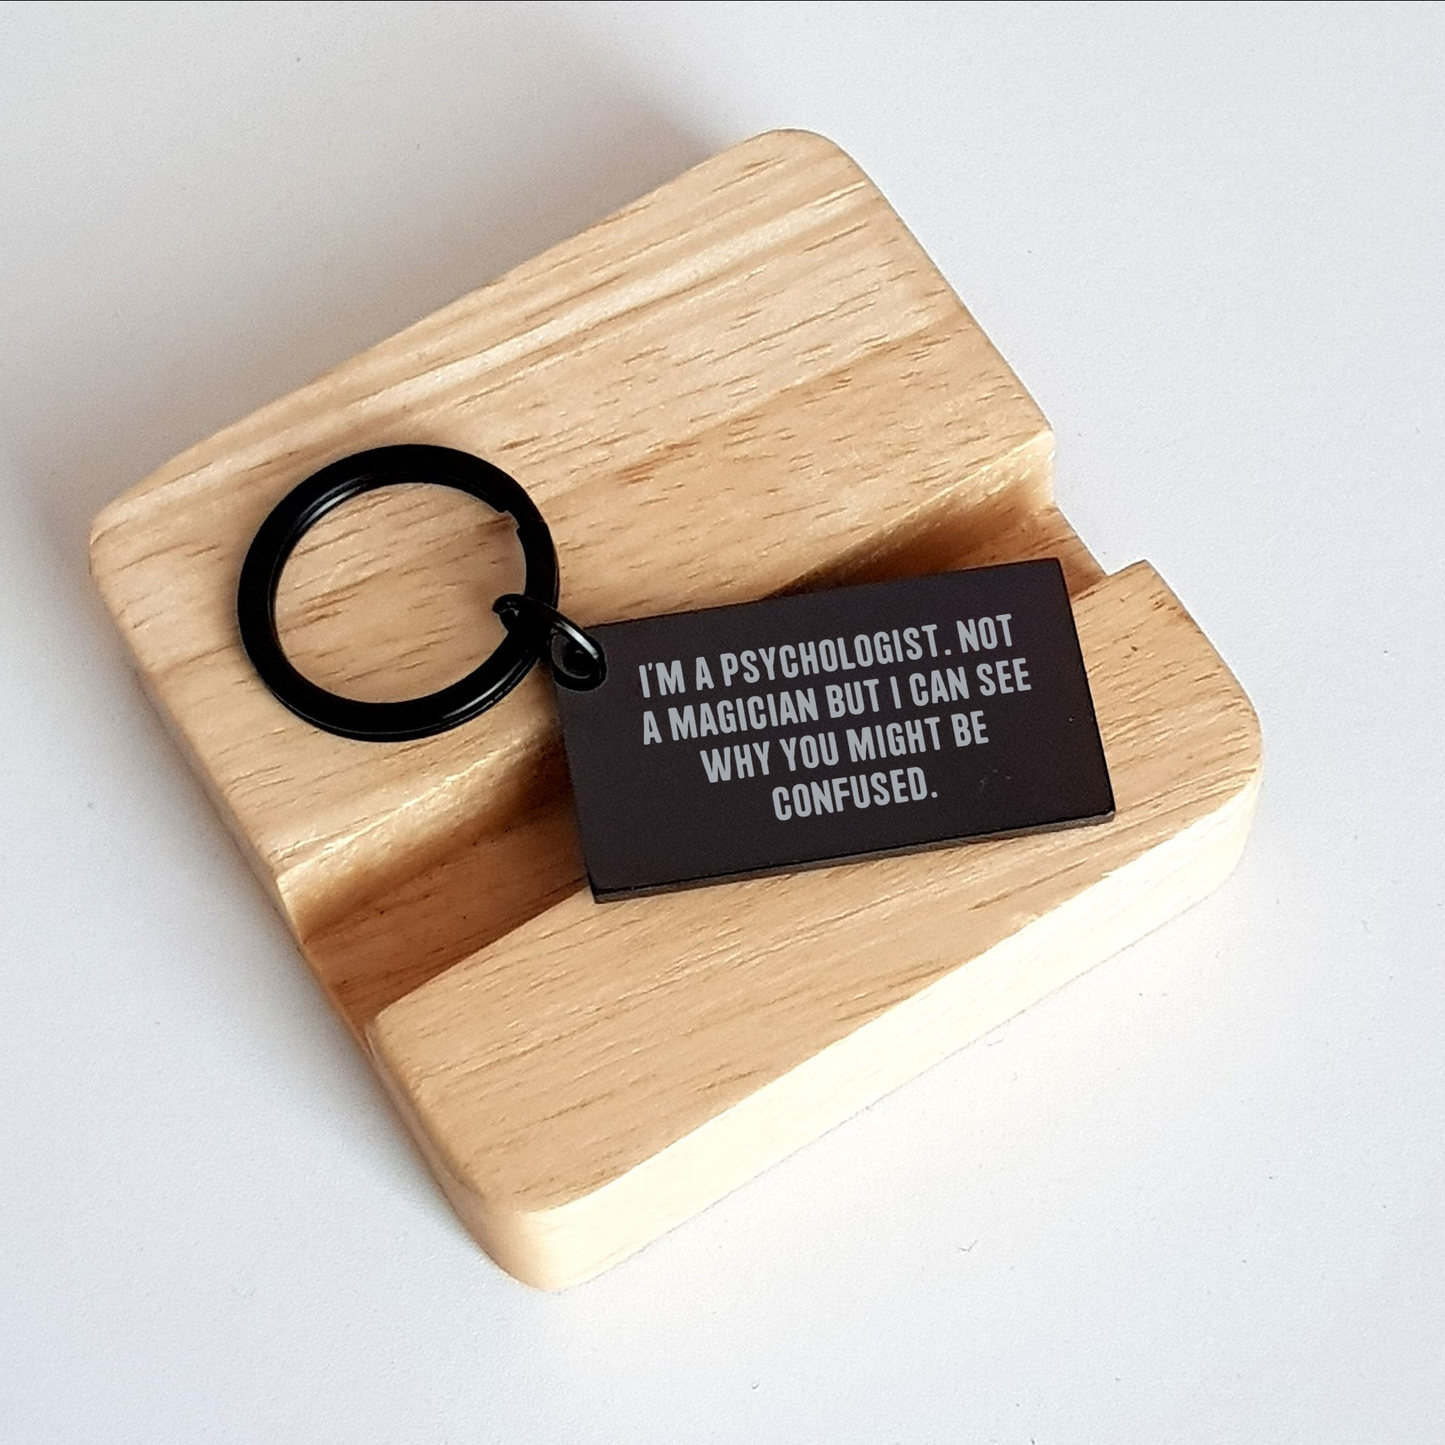 I'M A PSYCHOLOGIST. NOT
A MAGICIAN BUT I CAN SEE
WHY YOU MIGHT BE
CONFUSED.